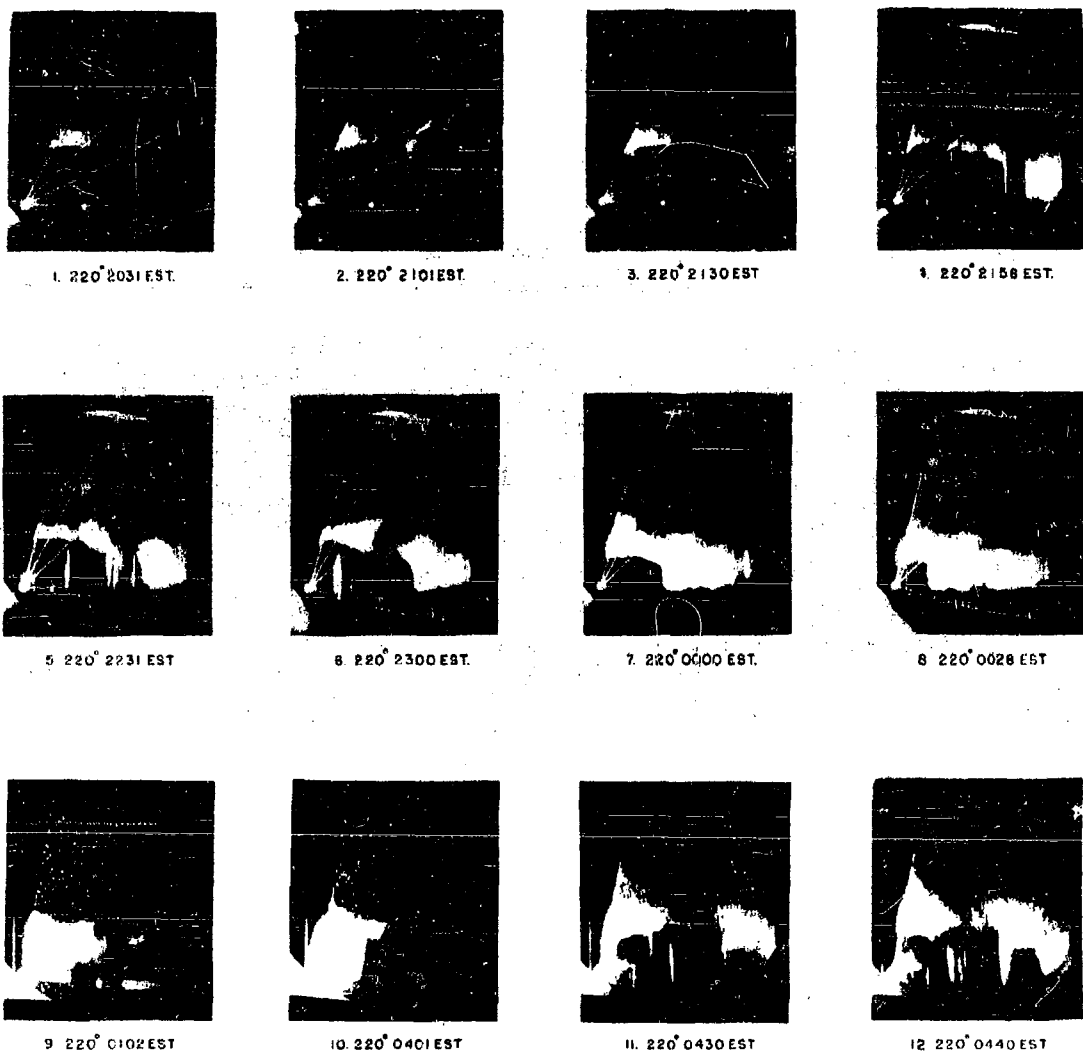 1. 220° 2031 EST.
2. 220° 2101 EST.
3. 220° 2130 EST
4. 220° 2158 EST.
5. 220° 2231 EST
6. 220° 2300 EST.
7. 220° 0000 EST.
8 220° 0028 EST
9 220° 0102 EST
10. 220° 0401 EST
11. 220° 0430 EST
12 220° 0440 EST